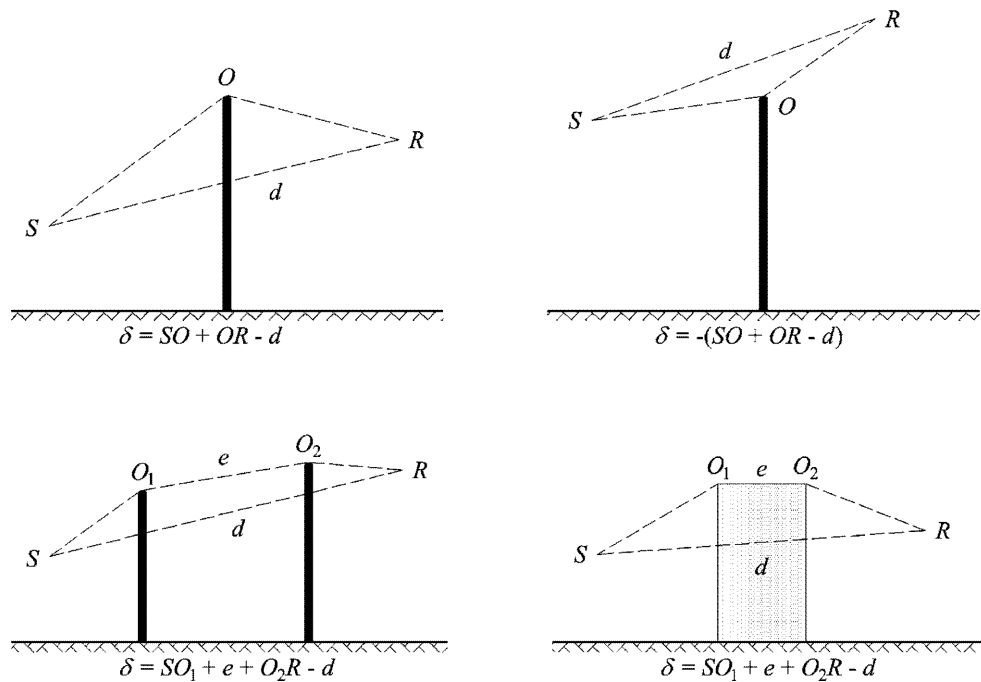 O
S
R
d
δ = SO + OR - d
R
d
S
O
δ = -(SO + OR - d)
O₁
e
O₂
R
d
S
δ = SO₁ + e + O₂R - d
O₁
e
O₂
S
R
d
δ = SO₁ + e + O₂R - d